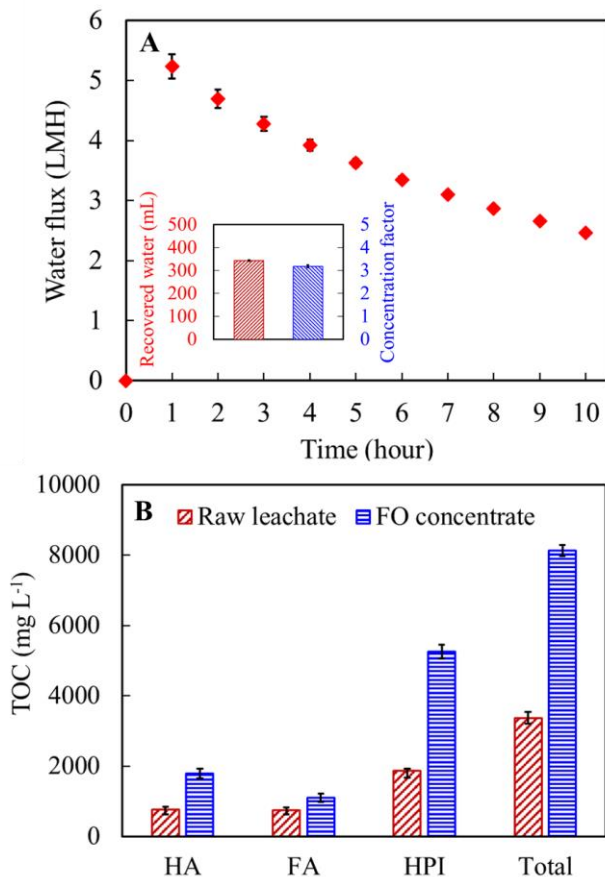 A
6
5
4
3
2
1
0
Water flux (LMH)
Recovered water (mL)
500
400
300
200
100
0
5
4
3
2
1
0
Concentration factor
0 1 2 3 4 5 6 7 8 9 10
Time (hour)
B
Raw leachate FO concentrate
10000
8000
6000
4000
2000
0
TOC (mg L⁻¹)
HA FA HPI Total